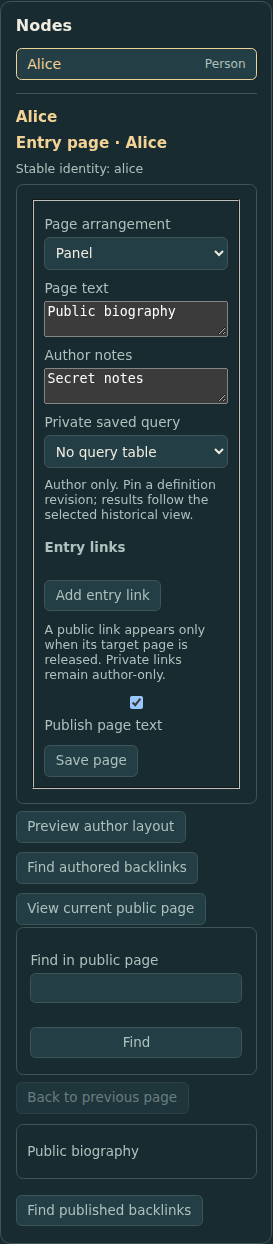 Nodes
Alice Person
Alice
Entry page · Alice
Stable identity: alice
Page arrangement
Panel
Page text
Public biography
Author notes
Secret notes
Private saved query
No query table
Author only. Pin a definition
revision; results follow the
selected historical view.
Entry links
Add entry link
A public link appears only
when its target page is
released. Private links
remain author-only.
Publish page text
Save page
Preview author layout
Find authored backlinks
View current public page
Find in public page
Find
Back to previous page
Public biography
Find published backlinks